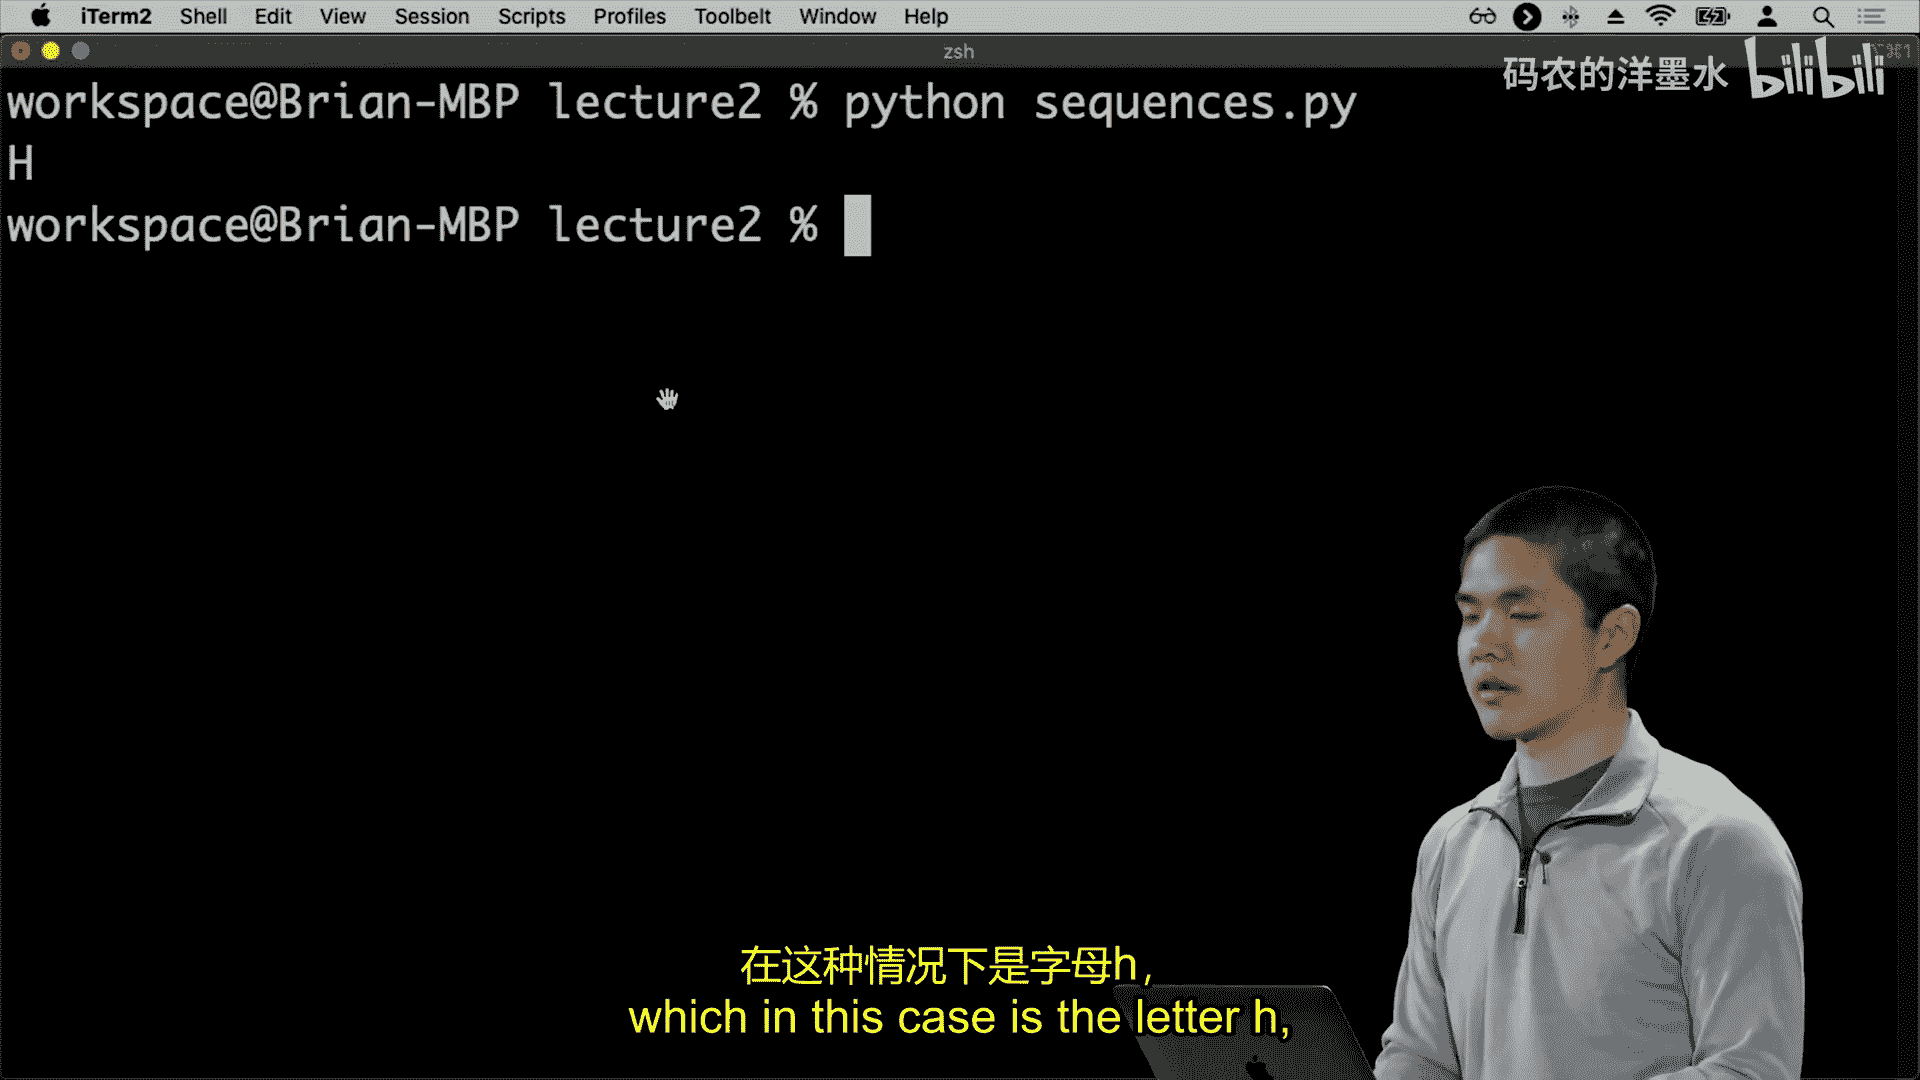 iTerm2 Shell Edit View Session Scripts Profiles Toolbelt Window Help
zsh
⌥⌘1
码农的洋墨水 bilibili
workspace@Brian-MBP lecture2 % python sequences.py
H
workspace@Brian-MBP lecture2 %
在这种情况下是字母h，
which in this case is the letter h,